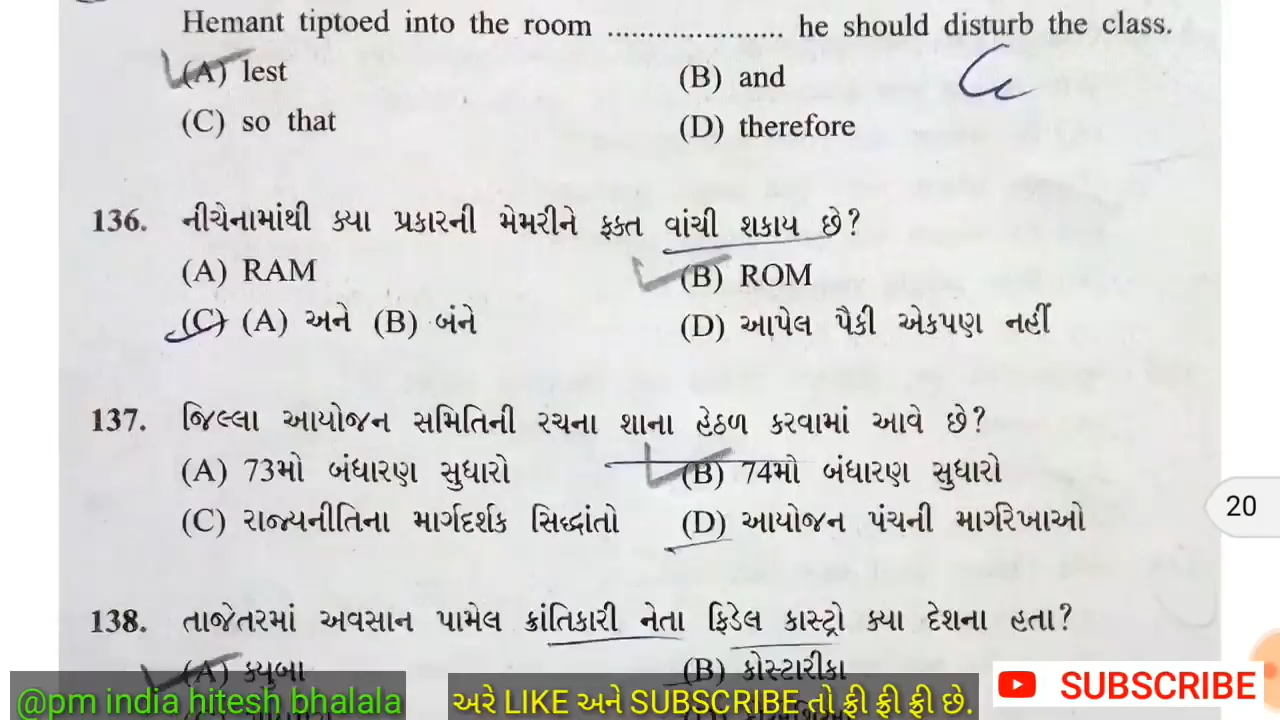 Hemant tiptoed into the room ...................... he should disturb the class.
(A) lest (B) and
(C) so that (D) therefore
136. નીચેનામાંથી ક્યા પ્રકારની મેમરીને ફક્ત વાંચી શકાય છે?
(A) RAM (B) ROM
(C) (A) અને (B) બંને (D) આપેલ પૈકી એકપણ નહીં
137. જિલ્લા આયોજન સમિતિની રચના શાના હેઠળ કરવામાં આવે છે?
(A) 73મો બંધારણ સુધારો (B) 74મો બંધારણ સુધારો
(C) રાજ્યનીતિના માર્ગદર્શક સિદ્ધાંતો (D) આયોજન પંચની માર્ગારેખાઓ
20
138. તાજેતરમાં અવસાન પામેલ ક્રાંતિકારી નેતા ફિડેલ કાસ્ટ્રો ક્યા દેશના હતા?
(A) ક્યુબા (B) કોસ્ટારીકા
@pm india hitesh bhalala અરે LIKE અને SUBSCRIBE તો ફ્રી ફ્રી ફ્રી છે. SUBSCRIBE